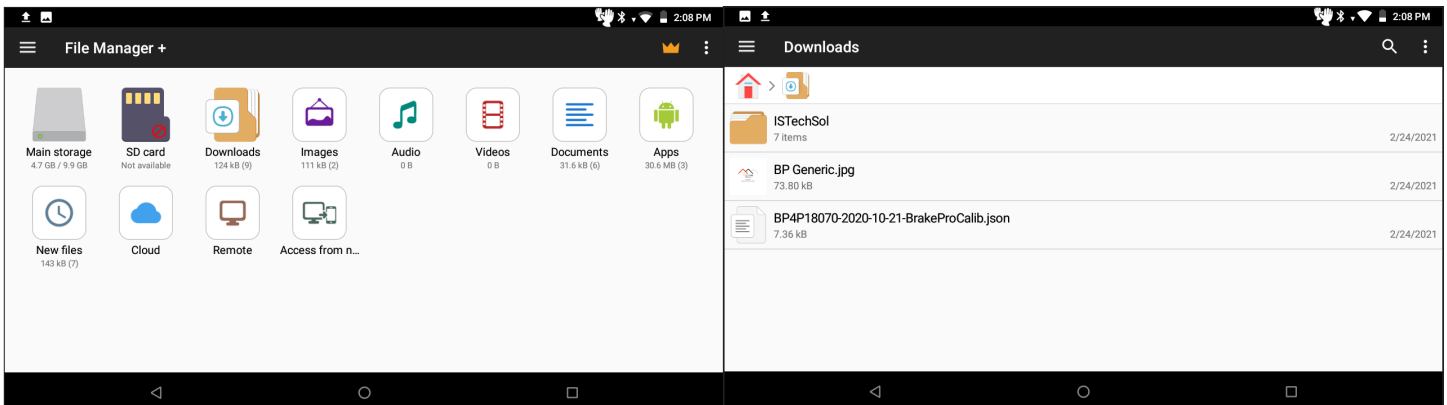 2:08 PM
File Manager +
Main storage
4.7 GB / 9.9 GB
SD card
Not available
Downloads
124 kB (9)
Images
111 kB (2)
Audio
0 B
Videos
0 B
Documents
31.6 kB (6)
Apps
30.6 MB (3)
New files
143 kB (7)
Cloud
Remote
Access from n...
2:08 PM
Downloads
ISTechSol
7 items
2/24/2021
BP Generic.jpg
73.80 kB
2/24/2021
BP4P18070-2020-10-21-BrakeProCalib.json
7.36 kB
2/24/2021